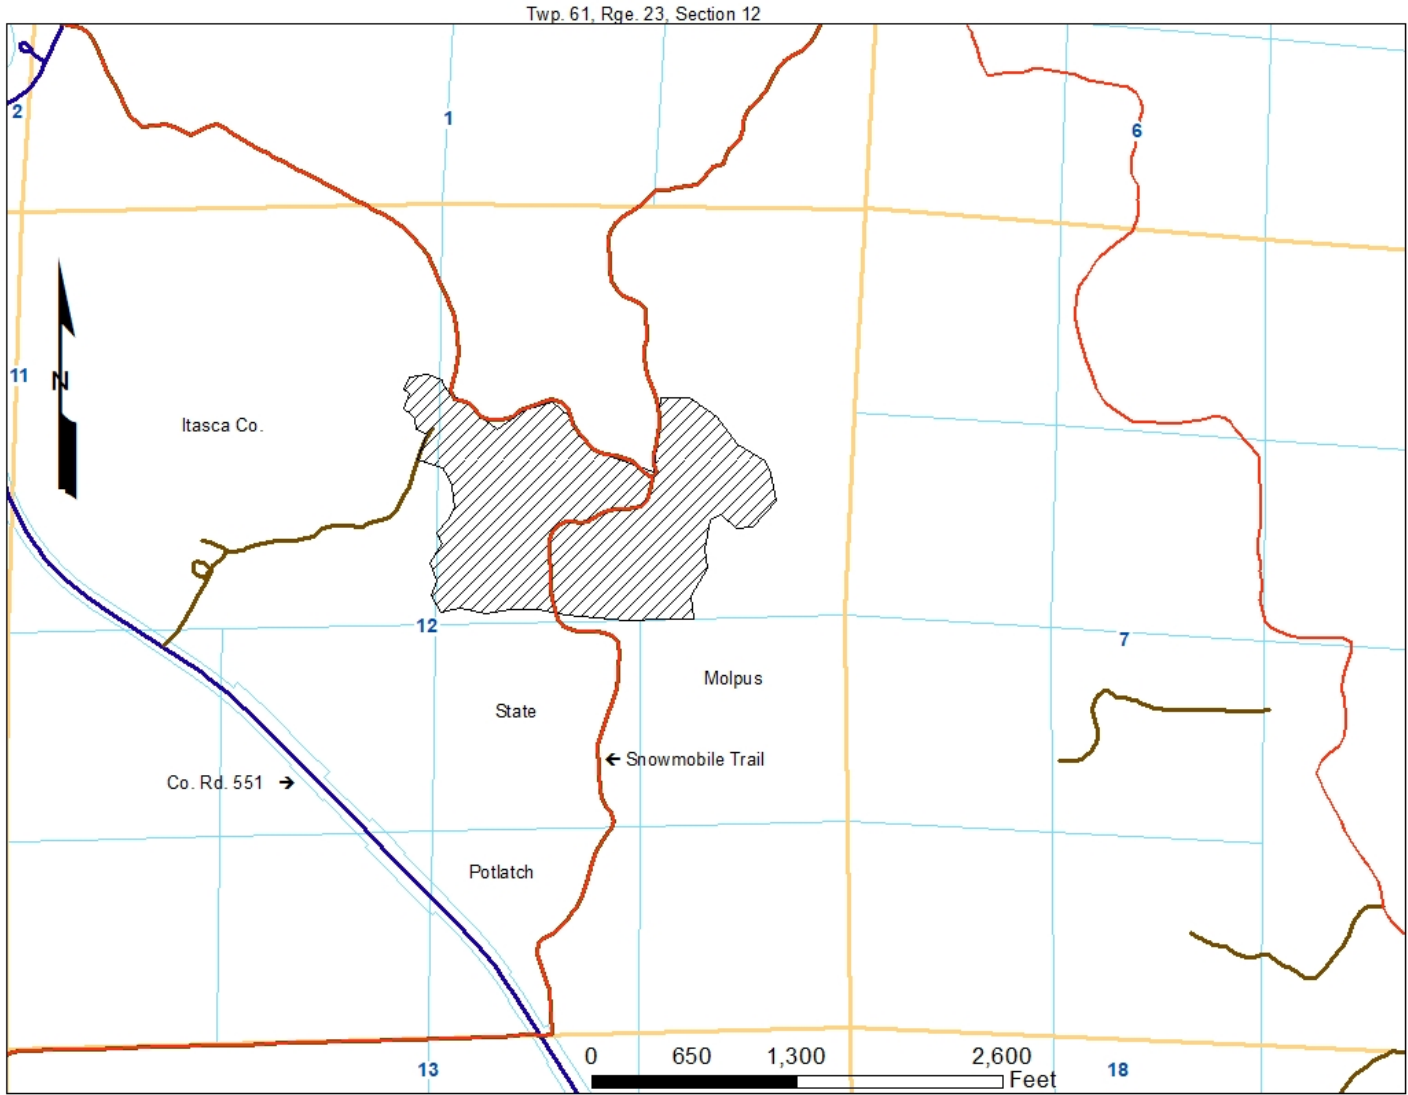 Twp. 61, Rge. 23, Section 12
2
1
6
11
N
Itasca Co.
12
7
Molpus
State
Snowmobile Trail
Co. Rd. 551
Potlatch
0 650 1,300 2,600
Feet
13
18